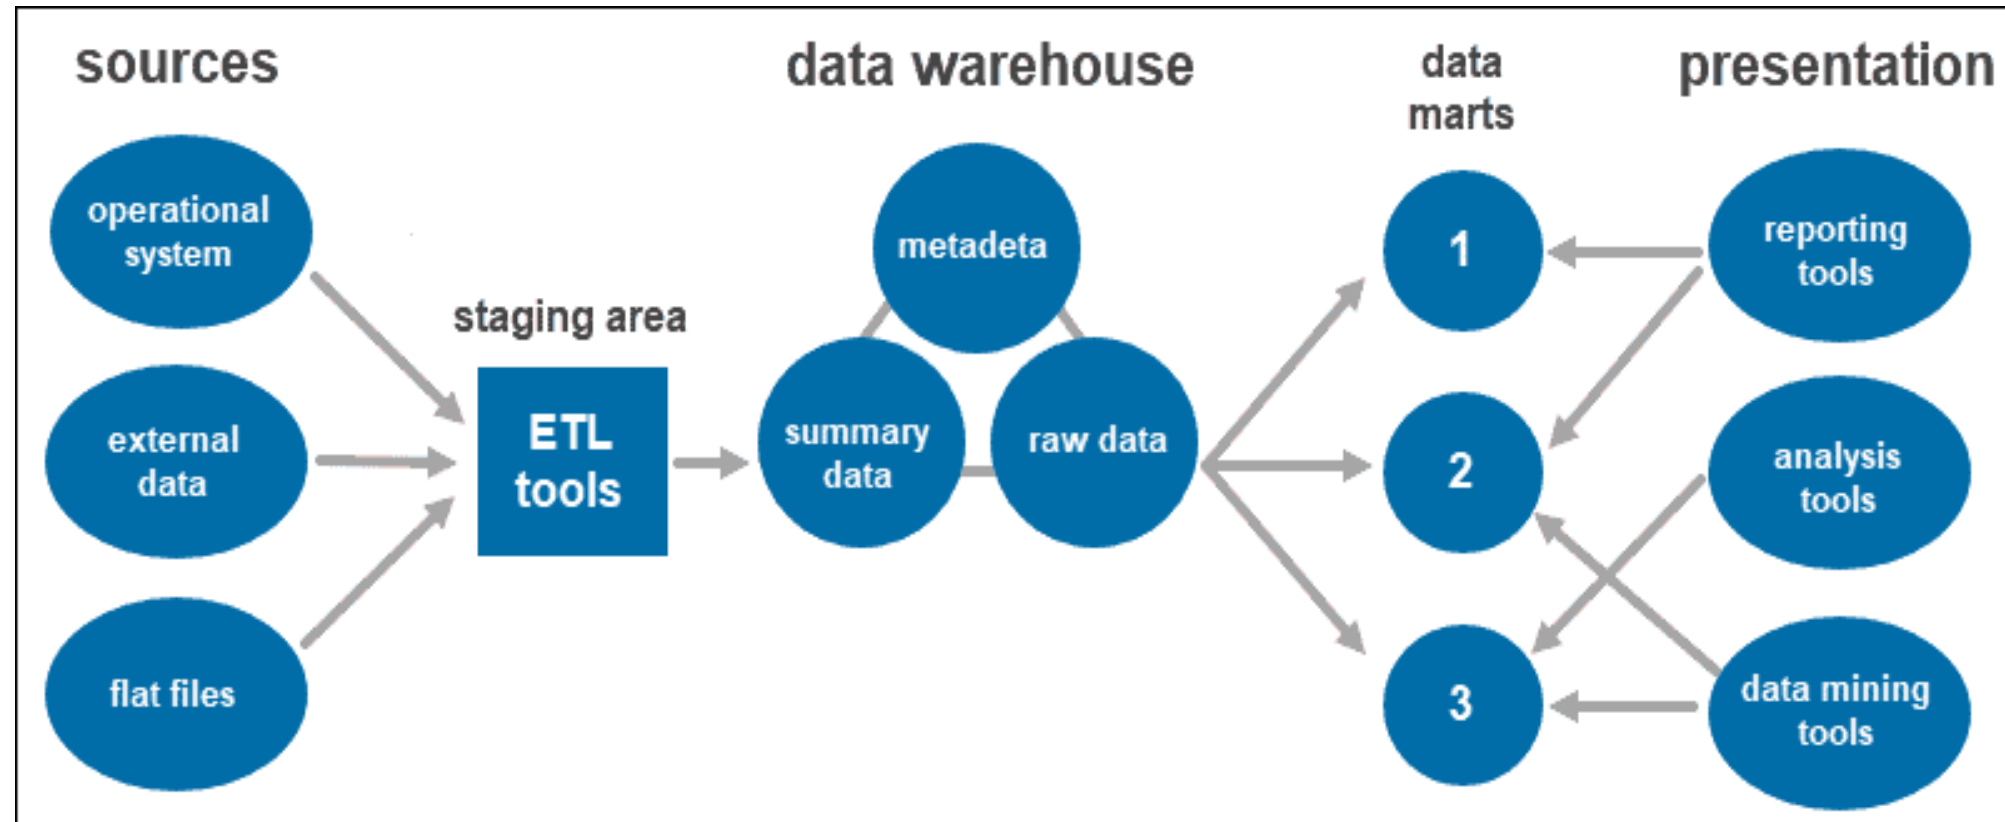 sources
operational
system
external
data
flat files
staging area
ETL
tools
data warehouse
metadeta
summary
data
raw data
data
marts
1
2
3
presentation
reporting
tools
analysis
tools
data mining
tools